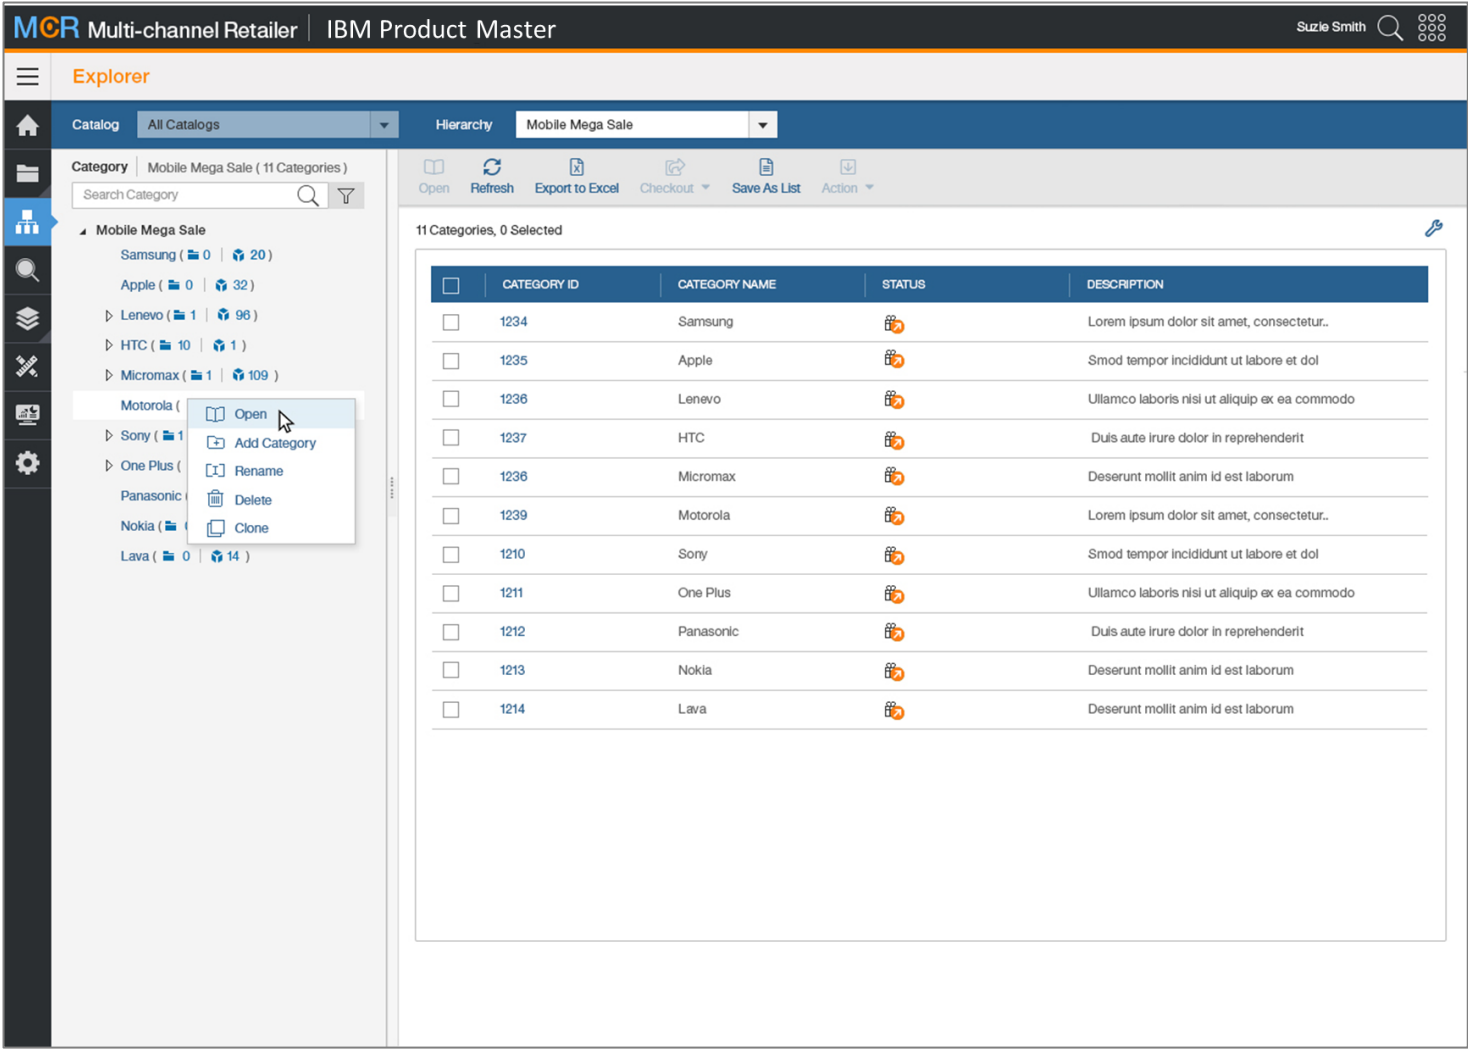 MCR Multi-channel Retailer IBM Product Master Suzie Smith
Explorer
Catalog All Catalogs Hierarchy Mobile Mega Sale
Category Mobile Mega Sale ( 11 Categories )
Search Category
Open Refresh Export to Excel Checkout Save As List Action
Mobile Mega Sale
Samsung ( 0 | 20 )
Apple ( 0 | 32 )
Lenevo ( 1 | 96 )
HTC ( 10 | 1 )
Micromax ( 1 | 109 )
Motorola (
Sony ( 1
One Plus (
Panasonic (
Nokia (
Lava ( 0 | 14 )
Open
Add Category
Rename
Delete
Clone
11 Categories, 0 Selected
CATEGORY ID CATEGORY NAME STATUS DESCRIPTION
1234 Samsung Lorem ipsum dolor sit amet, consectetur..
1235 Apple Smod tempor incididunt ut labore et dol
1236 Lenevo Ullamco laboris nisi ut aliquip ex ea commodo
1237 HTC Duis aute irure dolor in reprehenderit
1236 Micromax Deserunt mollit anim id est laborum
1239 Motorola Lorem ipsum dolor sit amet, consectetur..
1210 Sony Smod tempor incididunt ut labore et dol
1211 One Plus Ullamco laboris nisi ut aliquip ex ea commodo
1212 Panasonic Duis aute irure dolor in reprehenderit
1213 Nokia Deserunt mollit anim id est laborum
1214 Lava Deserunt mollit anim id est laborum